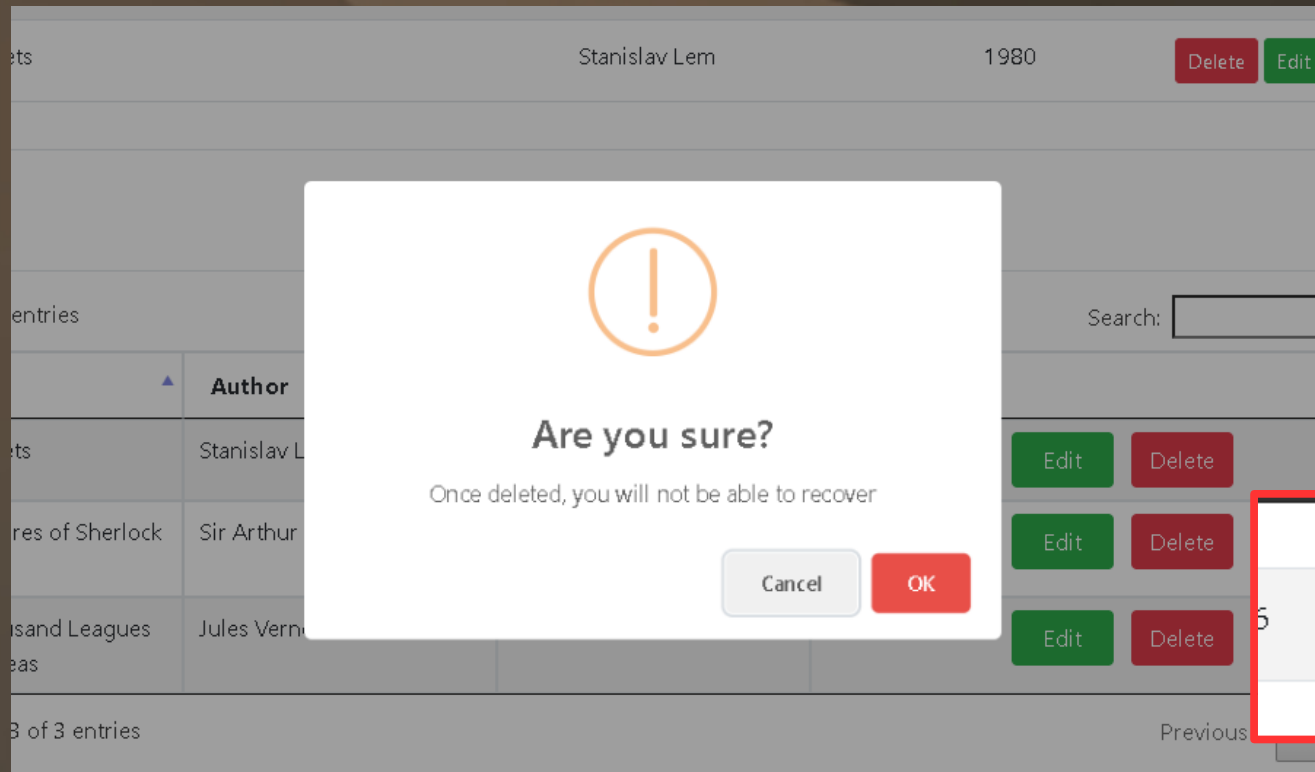 ets Stanislav Lem 1980 Delete Edit
entries Search:
Author
ets Stanislav L Edit Delete
res of Sherlock Sir Arthur Edit Delete
usand Leagues Jules Verne Edit Delete
eas
Are you sure?
Once deleted, you will not be able to recover
Cancel OK
6
3 of 3 entries Previous